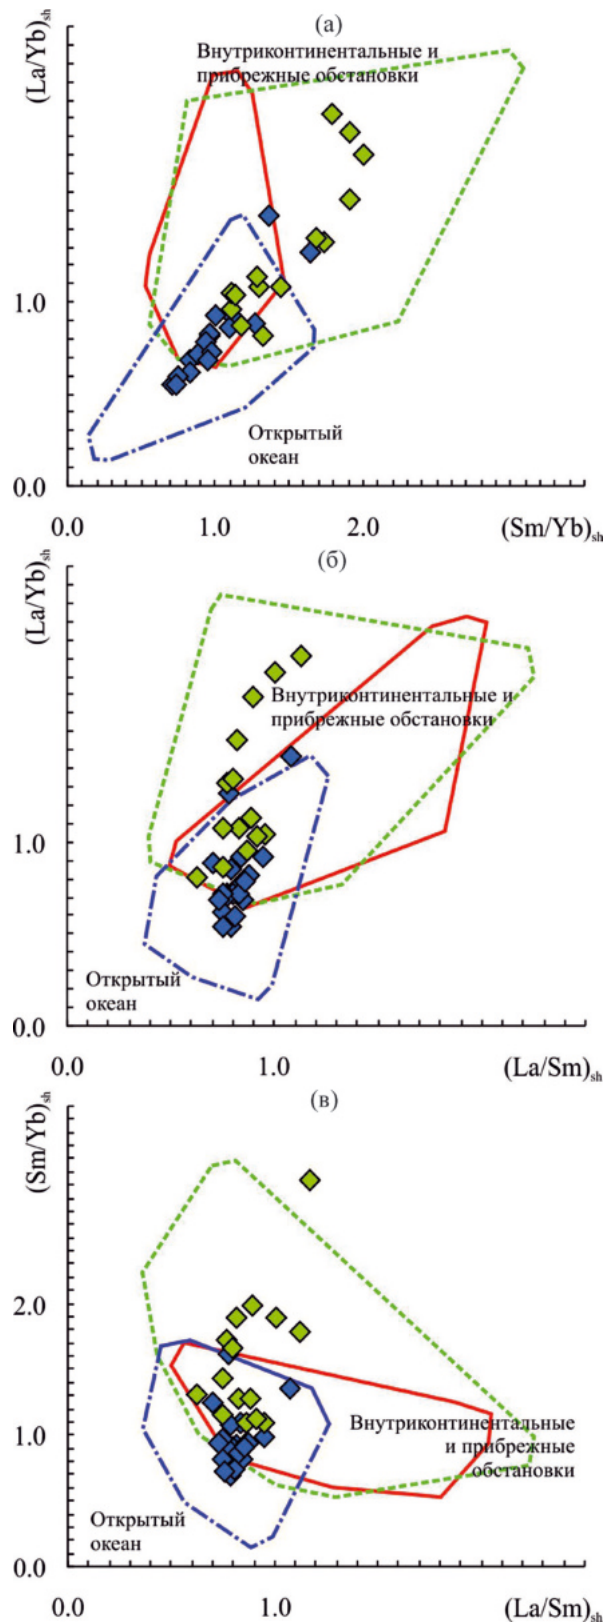 (а)
(La/Yb)sh
Внутриконтинентальные и
прибрежные обстановки
1.0
Открытый
океан
0.0
0.0
1.0
2.0
(Sm/Yb)sh
(б)
(La/Yb)sh
Внутриконтинентальные и
прибрежные обстановки
1.0
Открытый
океан
0.0
0.0
1.0
(La/Sm)sh
(в)
(Sm/Yb)sh
2.0
Внутриконтинентальные
1.0
и прибрежные
обстановки
Открытый
океан
0.0
0.0
1.0
(La/Sm)sh